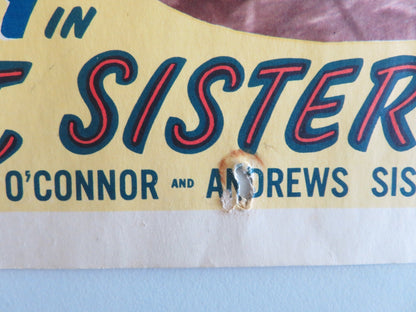 IN
SISTER
O'CONNOR AND ANDREWS SIS